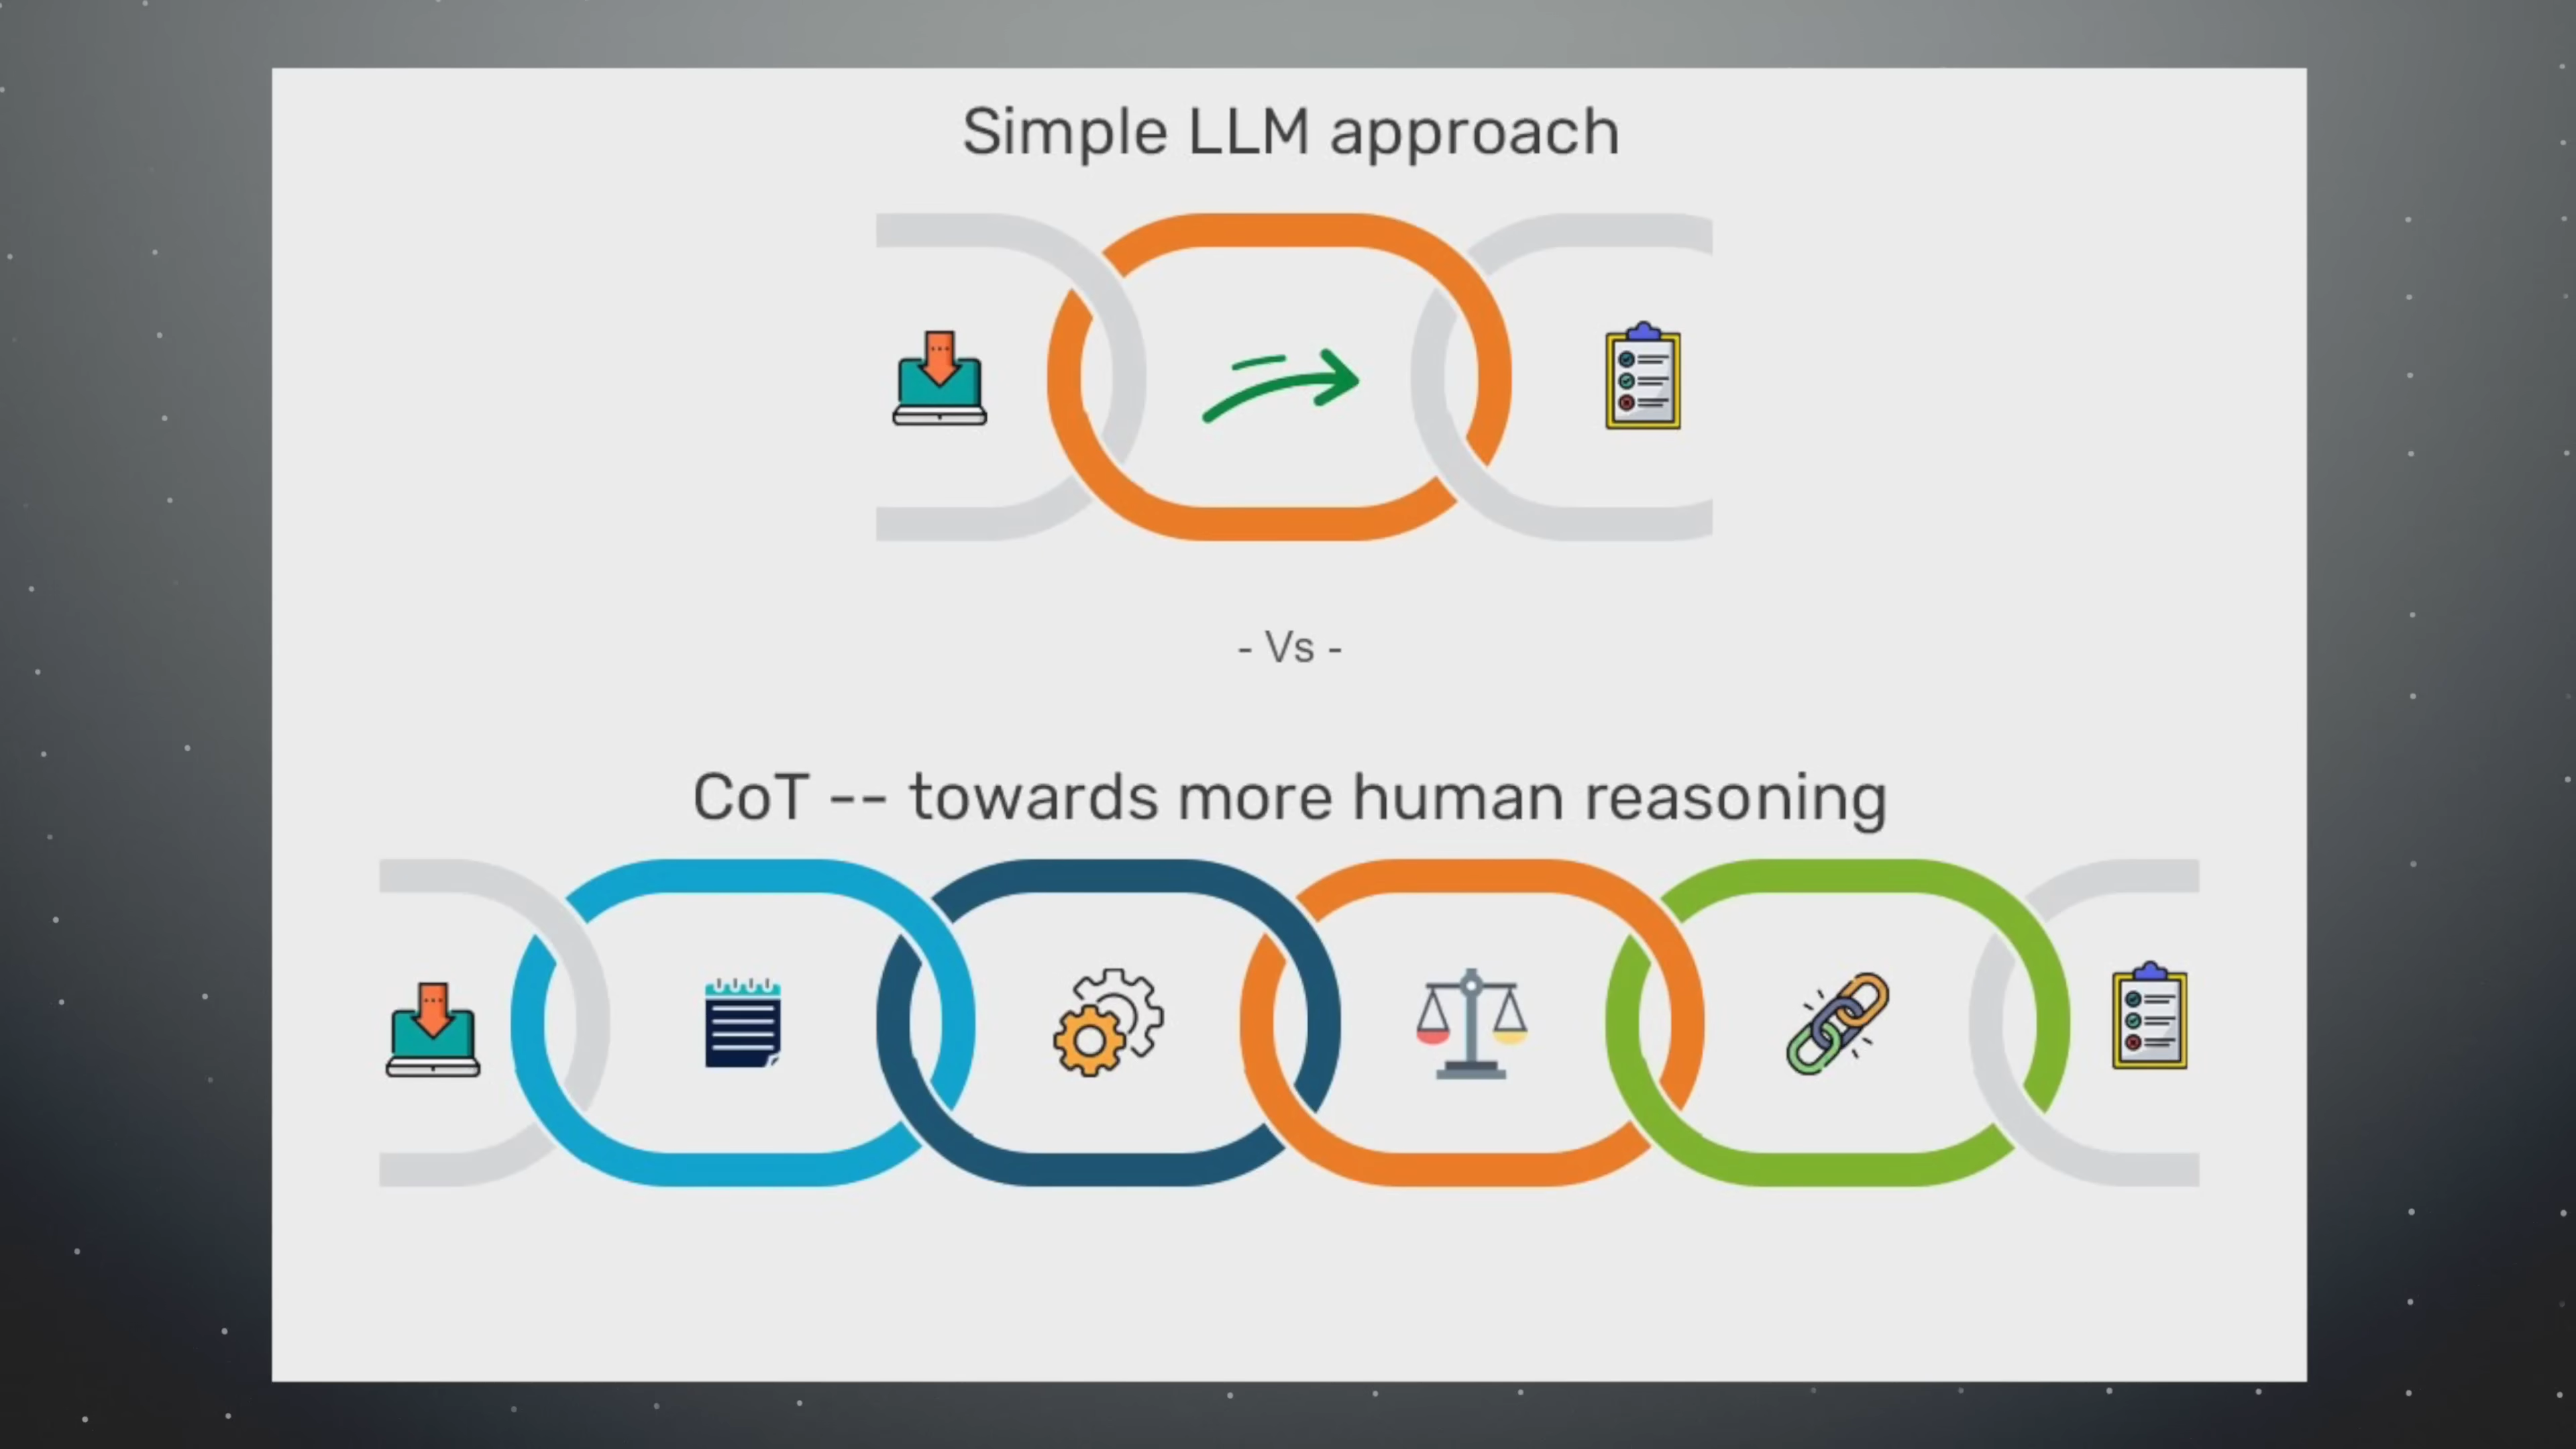 Simple LLM approach
- Vs -
CoT -- towards more human reasoning